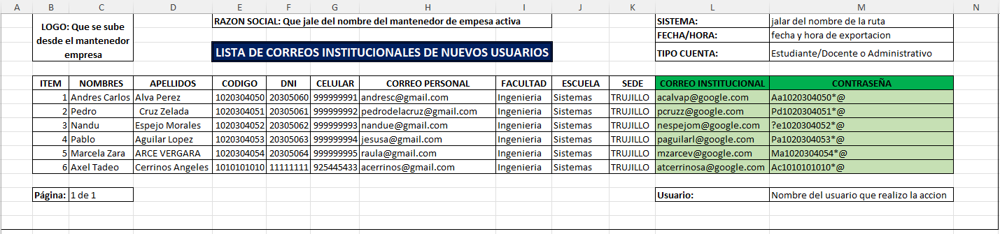 A B C D E F G H I J K L M N
LOGO: Que se sube desde el mantenedor empresa
RAZON SOCIAL: Que jale del nombre del mantenedor de empesa activa
SISTEMA: jalar del nombre de la ruta
FECHA/HORA: fecha y hora de exportacion
LISTA DE CORREOS INSTITUCIONALES DE NUEVOS USUARIOS
TIPO CUENTA: Estudiante/Docente o Administrativo
ITEM NOMBRES APELLIDOS CODIGO DNI CELULAR CORREO PERSONAL FACULTAD ESCUELA SEDE CORREO INSTITUCIONAL CONTRASEÑA
1 Andres Carlos Alva Perez 1020304050 20305060 999999991 andresc@gmail.com Ingenieria Sistemas TRUJILLO acalvap@google.com Aa1020304050*@
2 Pedro Cruz Zelada 1020304051 20305061 999999992 pedrodelacruz@gmail.com Ingenieria Sistemas TRUJILLO pcruzz@google.com Pd1020304051*@
3 Nandu Espejo Morales 1020304052 20305062 999999993 nandue@gmail.com Ingenieria Sistemas TRUJILLO nespejom@google.com ?e1020304052*@
4 Pablo Aguilar Lopez 1020304053 20305063 999999994 jesusa@gmail.com Ingenieria Sistemas TRUJILLO paguilarl@google.com Pa1020304053*@
5 Marcela Zara ARCE VERGARA 1020304054 20305064 999999995 raula@gmail.com Ingenieria Sistemas TRUJILLO mzarcev@google.com Ma1020304054*@
6 Axel Tadeo Cerrinos Angeles 1010101010 11111111 925445433 acerrinos@gmail.com Ingenieria Sistemas TRUJILLO atcerrinosa@google.com Ac1010101010*@
Página: 1 de 1 Usuario: Nombre del usuario que realizo la accion